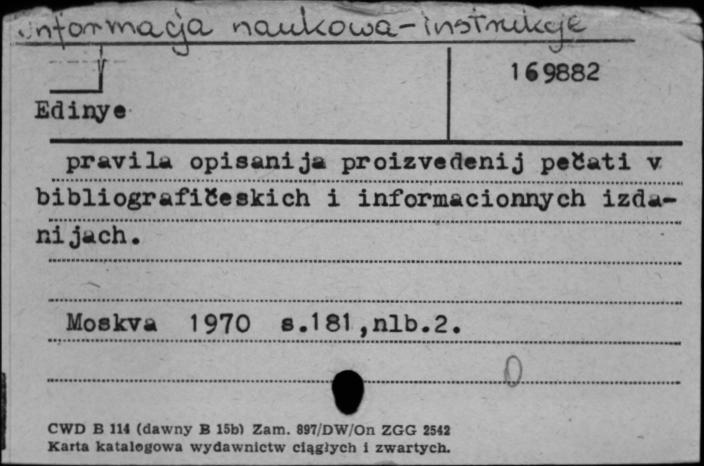 informacja naukowa-instrukcje
169882
Edinye
pravila opisanija proizvedenij pečati v
bibliografičeskich i informacionnych izda-
nijach.
Moskva 1970 s.181,nlb.2.
0
CWD B 114 (dawny B 15b) Zam. 897/DW/On ZGG 2542
Karta katalogowa wydawnictw ciągłych i zwartych.